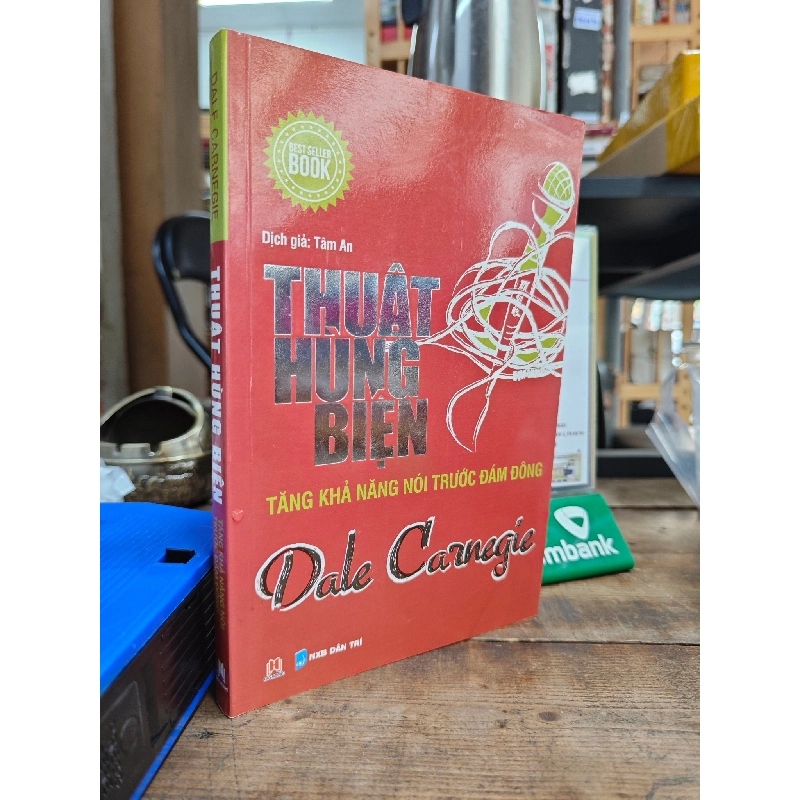 BEST SELLER
BOOK
Dịch giả: Tâm An
THUẬT
HÙNG
BIỆN
TĂNG KHẢ NĂNG NÓI TRƯỚC ĐÁM ĐÔNG
Dale Carnegie
NXB DÂN TRÍ
DALE CARNEGIE
THUẬT HÙNG BIỆN
mbank